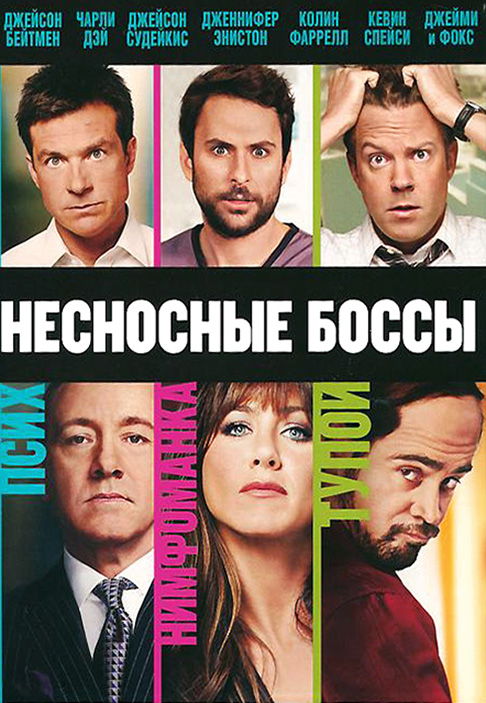 ДЖЕЙСОН ЧАРЛИ ДЖЕЙСОН ДЖЕННИФЕР КОЛИН КЕВИН ДЖЕЙМИ
БЕЙТМЕН ДЭЙ СУДЕЙКИС ЭНИСТОН ФАРРЕЛЛ СПЕЙСИ И ФОКС
НЕСНОСНЫЕ БОССЫ
ПСИХ
НИМФОМАНКА
ТУПОЙ